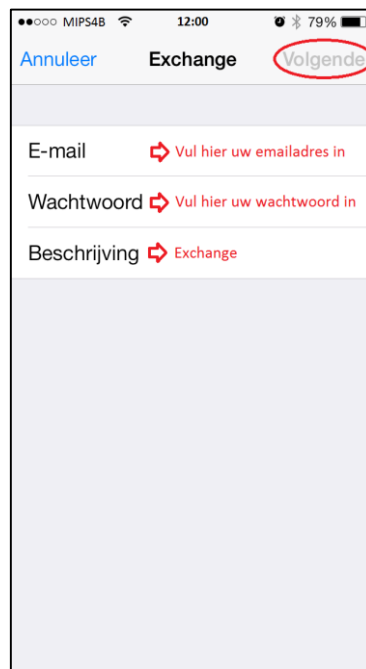 MIPS4B 12:00 79%
Annuleer Exchange Volgende
E-mail Vul hier uw emailadres in
Wachtwoord Vul hier uw wachtwoord in
Beschrijving Exchange